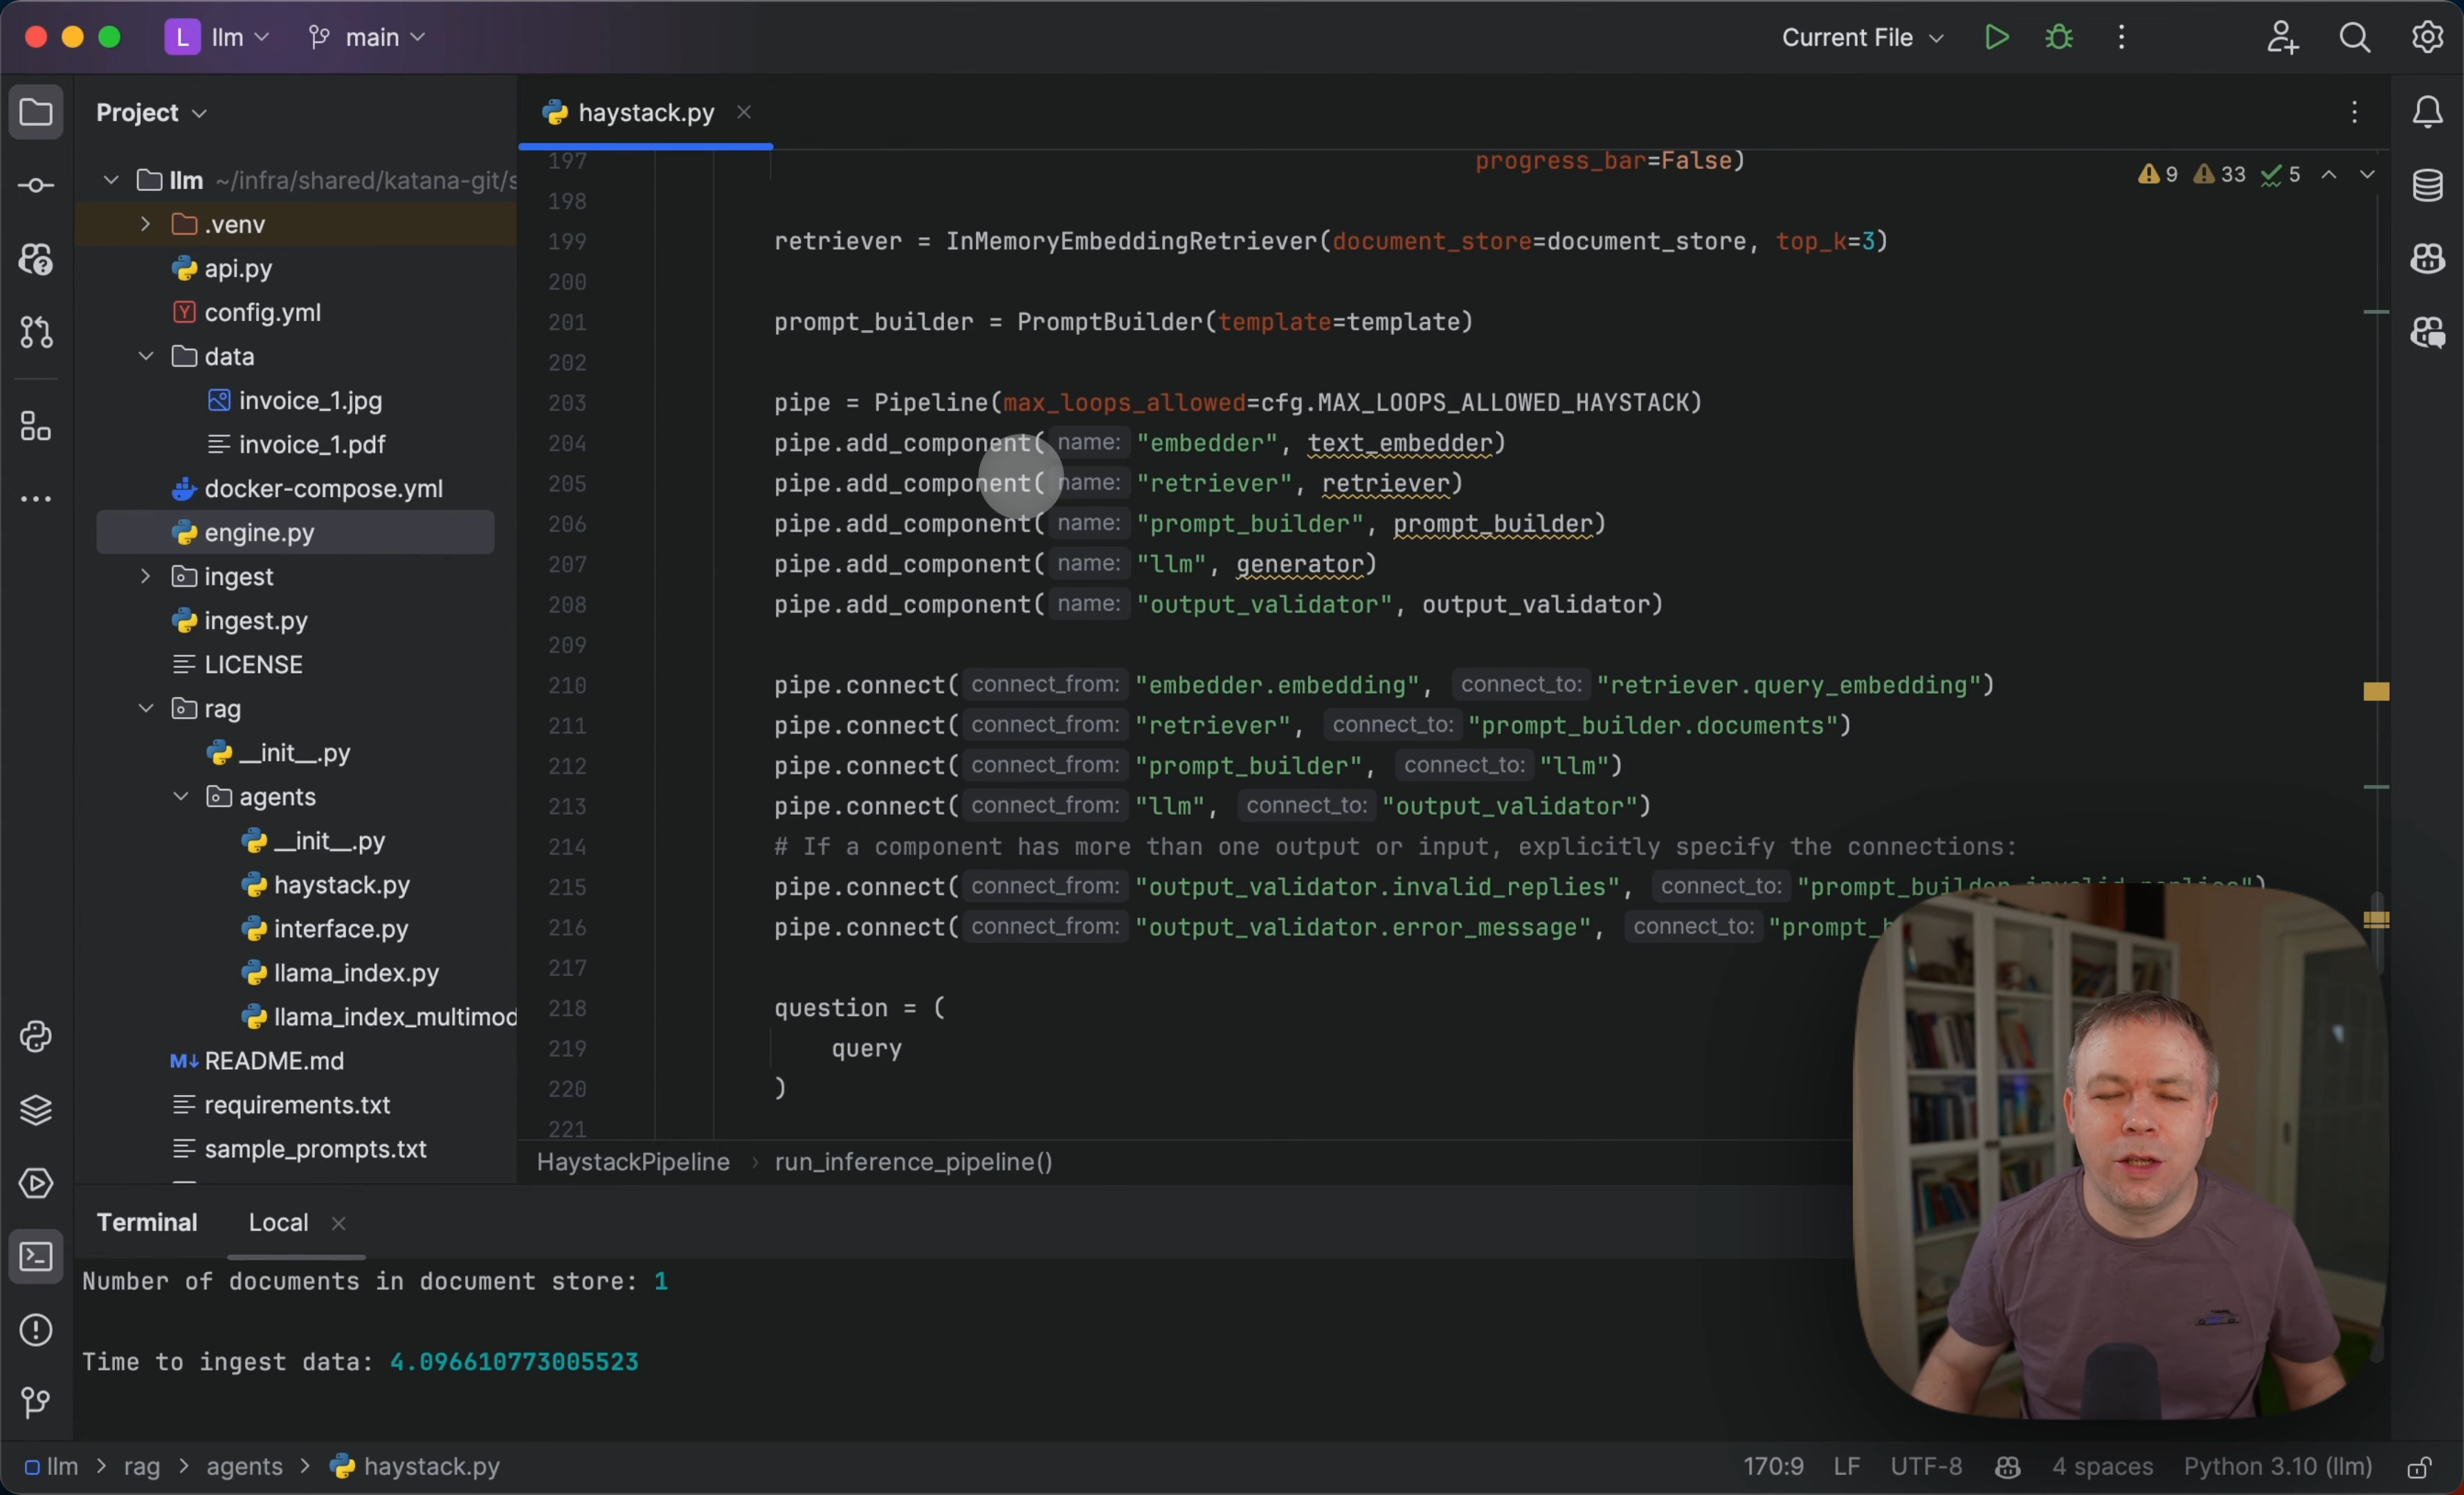 L llm main Current File
Project
haystack.py
llm ~/infra/shared/katana-git/s
.venv
api.py
config.yml
data
invoice_1.jpg
invoice_1.pdf
docker-compose.yml
engine.py
ingest
ingest.py
LICENSE
rag
__init__.py
agents
__init__.py
haystack.py
interface.py
llama_index.py
llama_index_multimod
README.md
requirements.txt
sample_prompts.txt
9 33 5
197 progress_bar=False)
198
199 retriever = InMemoryEmbeddingRetriever(document_store=document_store, top_k=3)
200
201 prompt_builder = PromptBuilder(template=template)
202
203 pipe = Pipeline(max_loops_allowed=cfg.MAX_LOOPS_ALLOWED_HAYSTACK)
204 pipe.add_component( name: "embedder", text_embedder)
205 pipe.add_component( name: "retriever", retriever)
206 pipe.add_component( name: "prompt_builder", prompt_builder)
207 pipe.add_component( name: "llm", generator)
208 pipe.add_component( name: "output_validator", output_validator)
209
210 pipe.connect( connect_from: "embedder.embedding", connect_to: "retriever.query_embedding")
211 pipe.connect( connect_from: "retriever", connect_to: "prompt_builder.documents")
212 pipe.connect( connect_from: "prompt_builder", connect_to: "llm")
213 pipe.connect( connect_from: "llm", connect_to: "output_validator")
214 # If a component has more than one output or input, explicitly specify the connections:
215 pipe.connect( connect_from: "output_validator.invalid_replies", connect_to: "prompt_builder.invalid_replies")
216 pipe.connect( connect_from: "output_validator.error_message", connect_to: "prompt_
217
218 question = (
219 query
220 )
221
HaystackPipeline run_inference_pipeline()
Terminal Local
Number of documents in document store: 1
Time to ingest data: 4.096610773005523
llm > rag > agents > haystack.py 170:9 LF UTF-8 4 spaces Python 3.10 (llm)